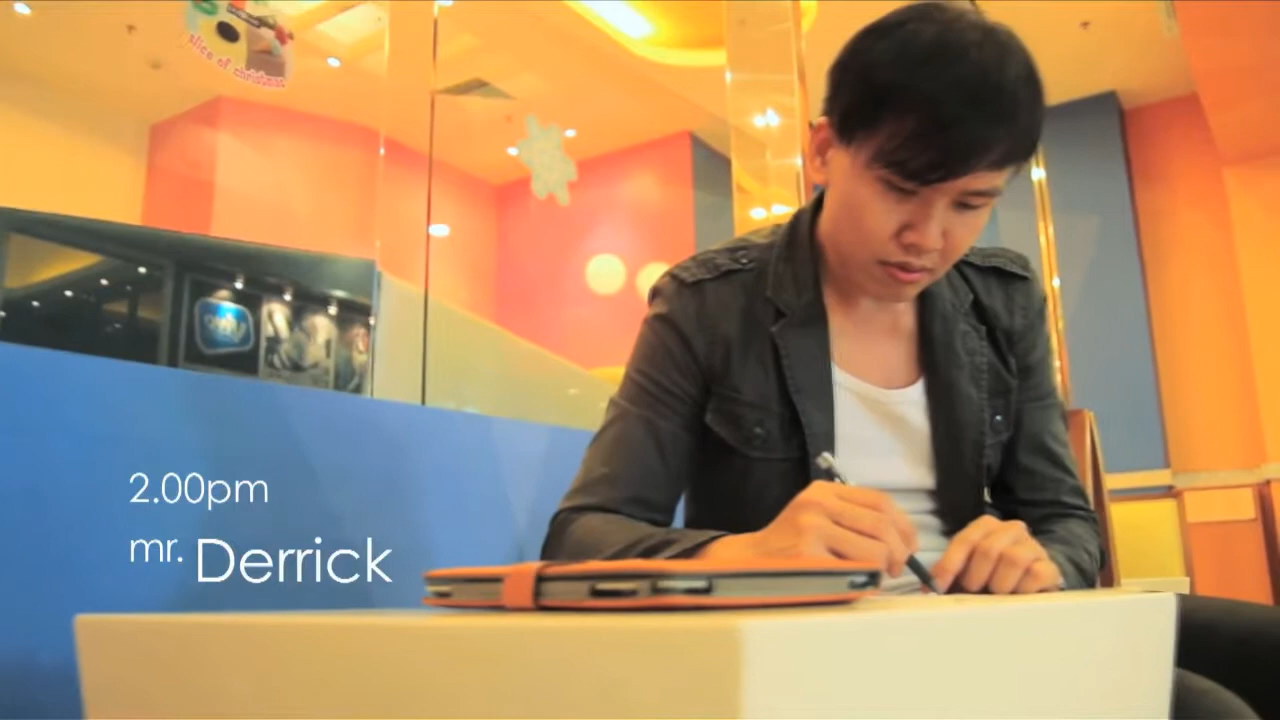 slice of christmas
2.00pm
mr. Derrick